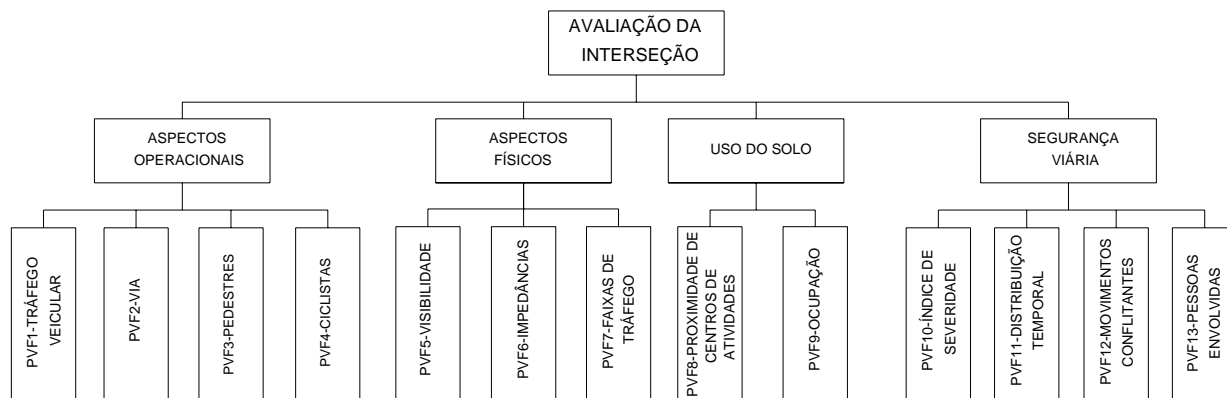 AVALIAÇÃO DA
INTERSEÇÃO
ASPECTOS
OPERACIONAIS
ASPECTOS
FÍSICOS
USO DO SOLO
SEGURANÇA
VIÁRIA
PVF1-TRÁFEGO
VEICULAR
PVF2-VIA
PVF3-PEDESTRES
PVF4-CICLISTAS
PVF5-VISIBILIDADE
PVF6-IMPEDÂNCIAS
PVF7-FAIXAS DE
TRÁFEGO
PVF8-PROXIMIDADE DE
CENTROS DE
ATIVIDADES
PVF9-OCUPAÇÃO
PVF10-ÍNDICE DE
SEVERIDADE
PVF11-DISTRIBUIÇÃO
TEMPORAL
PVF12-MOVIMENTOS
CONFLITANTES
PVF13-PESSOAS
ENVOLVIDAS